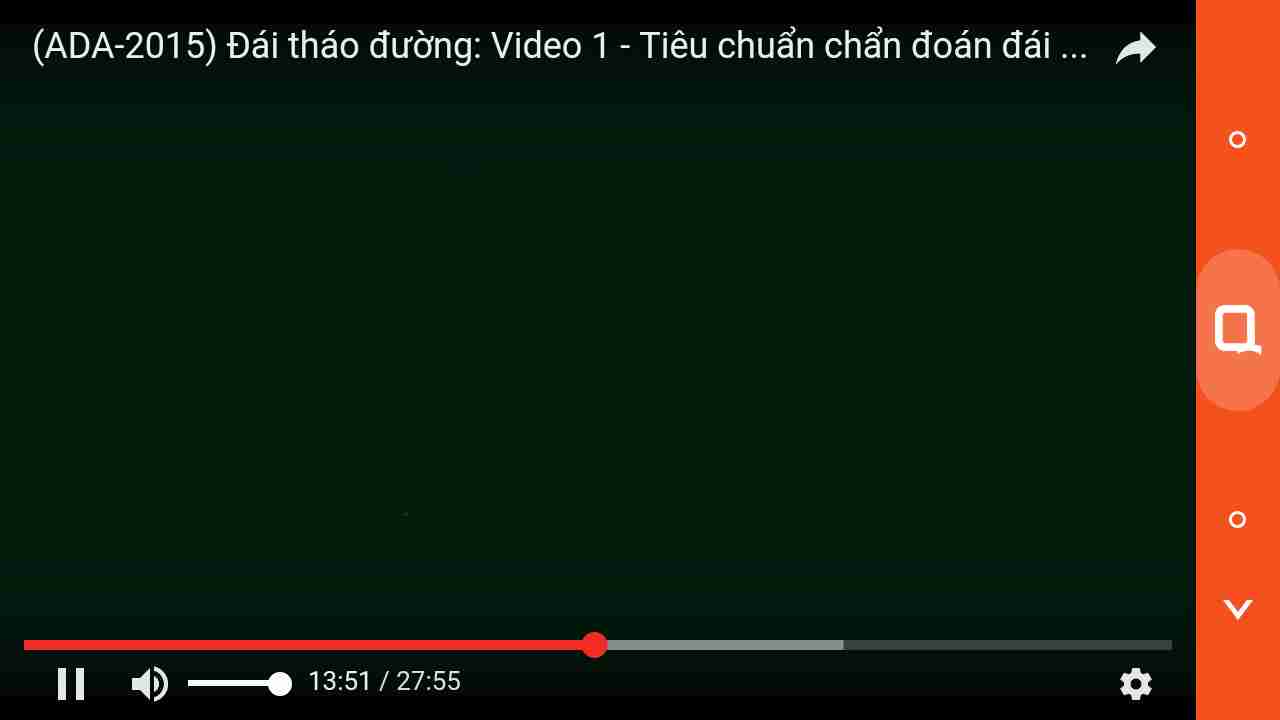 (ADA-2015) Đái tháo đường: Video 1 - Tiêu chuẩn chẩn đoán đái ...
13:51 / 27:55